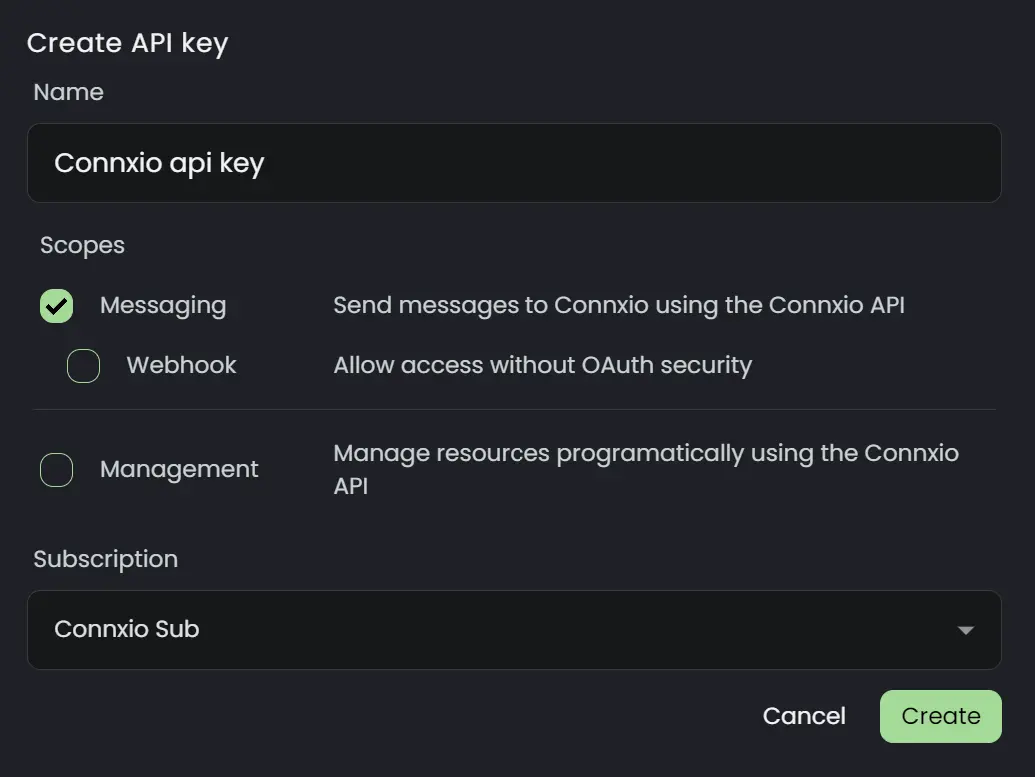 Create API key
Name
Connxio api key
Scopes
Messaging
Send messages to Connxio using the Connxio API
Webhook
Allow access without OAuth security
Management
Manage resources programatically using the Connxio
API
Subscription
Connxio Sub
Cancel
Create